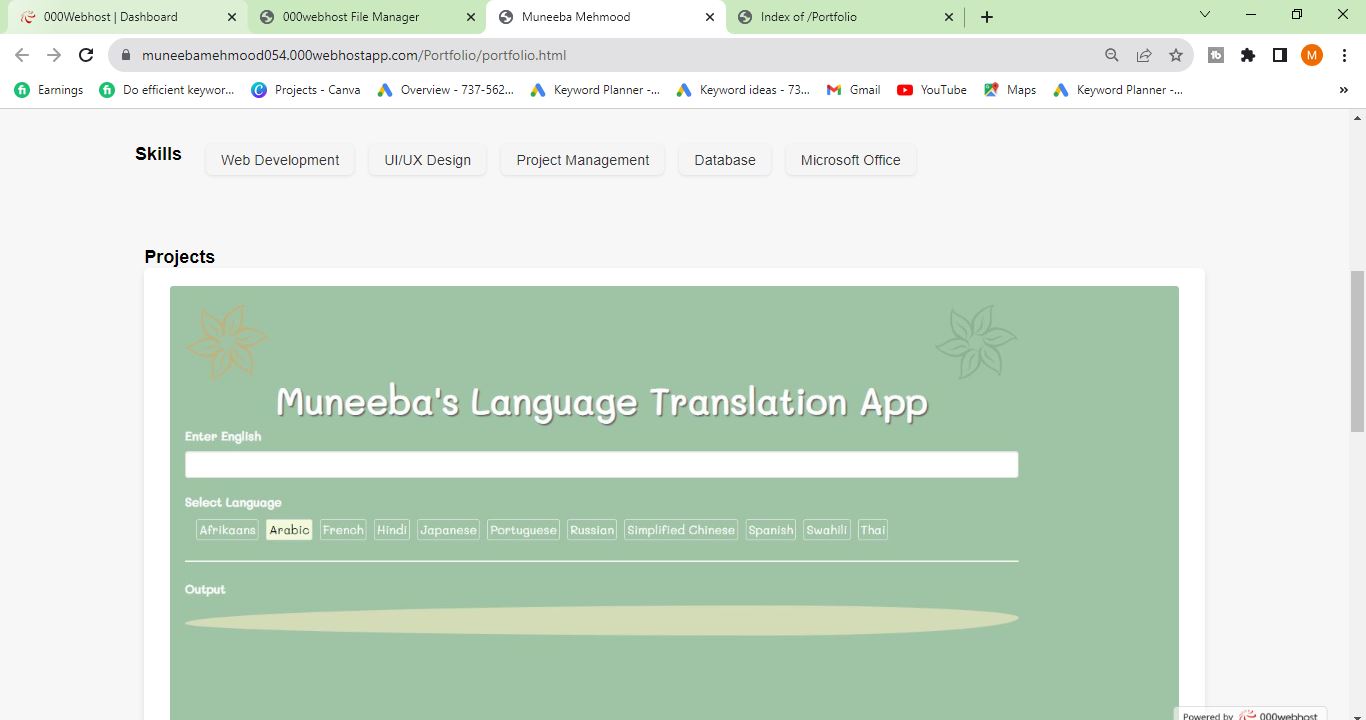 000Webhost | Dashboard
000webhost File Manager
Muneeba Mehmood
Index of /Portfolio
muneebamehmood054.000webhostapp.com/Portfolio/portfolio.html
M
Earnings
Do efficient keywor...
Projects - Canva
Overview - 737-562...
Keyword Planner -...
Keyword ideas - 73...
Gmail
YouTube
Maps
Keyword Planner -...
Skills
Web Development
UI/UX Design
Project Management
Database
Microsoft Office
Projects
Muneeba's Language Translation App
Enter English
Select Language
Afrikaans
Arabic
French
Hindi
Japanese
Portuguese
Russian
Simplified Chinese
Spanish
Swahili
Thai
Output
Powered by 000webhost